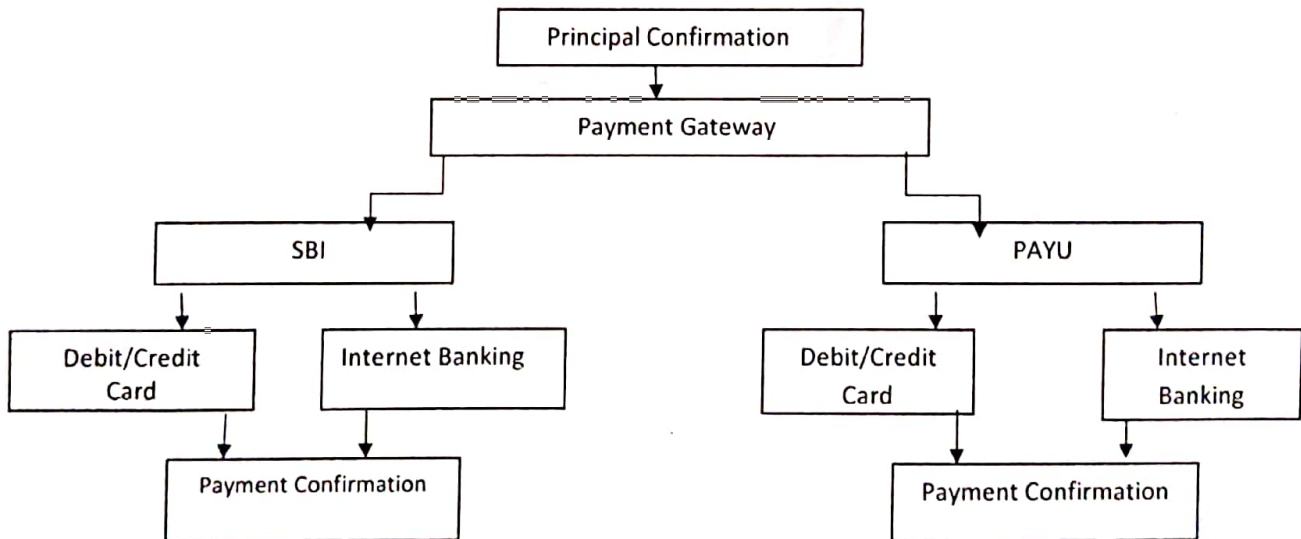 Principal Confirmation
Payment Gateway
SBI
PAYU
Debit/Credit
Card
Internet Banking
Debit/Credit
Card
Internet
Banking
Payment Confirmation
Payment Confirmation